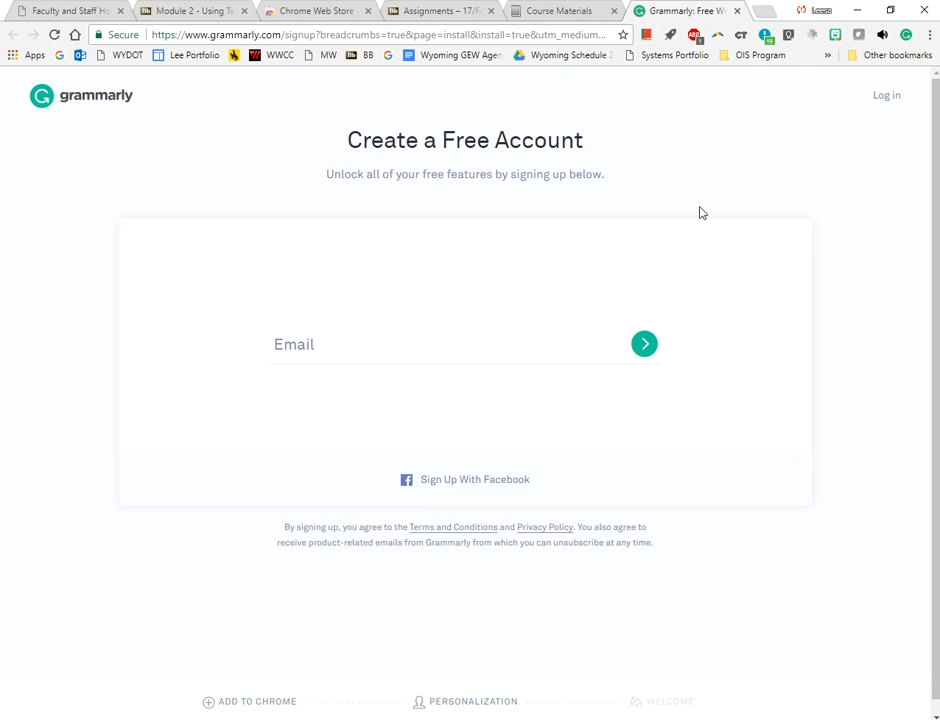 Faculty and Staff Ho
Module 2 - Using Te
Chrome Web Store -
Assignments – 17/F
Course Materials
Grammarly: Free W
Secure https://www.grammarly.com/signup?breadcrumbs=true&page=install&install=true&utm_medium...
Apps WYDOT Lee Portfolio WWCC MW BB Wyoming GEW Agen Wyoming Schedule 2 Systems Portfolio OIS Program » Other bookmarks
grammarly
Log in
Create a Free Account
Unlock all of your free features by signing up below.
Email
Sign Up With Facebook
By signing up, you agree to the Terms and Conditions and Privacy Policy. You also agree to
receive product-related emails from Grammarly from which you can unsubscribe at any time.
ADD TO CHROME
PERSONALIZATION
WELCOME